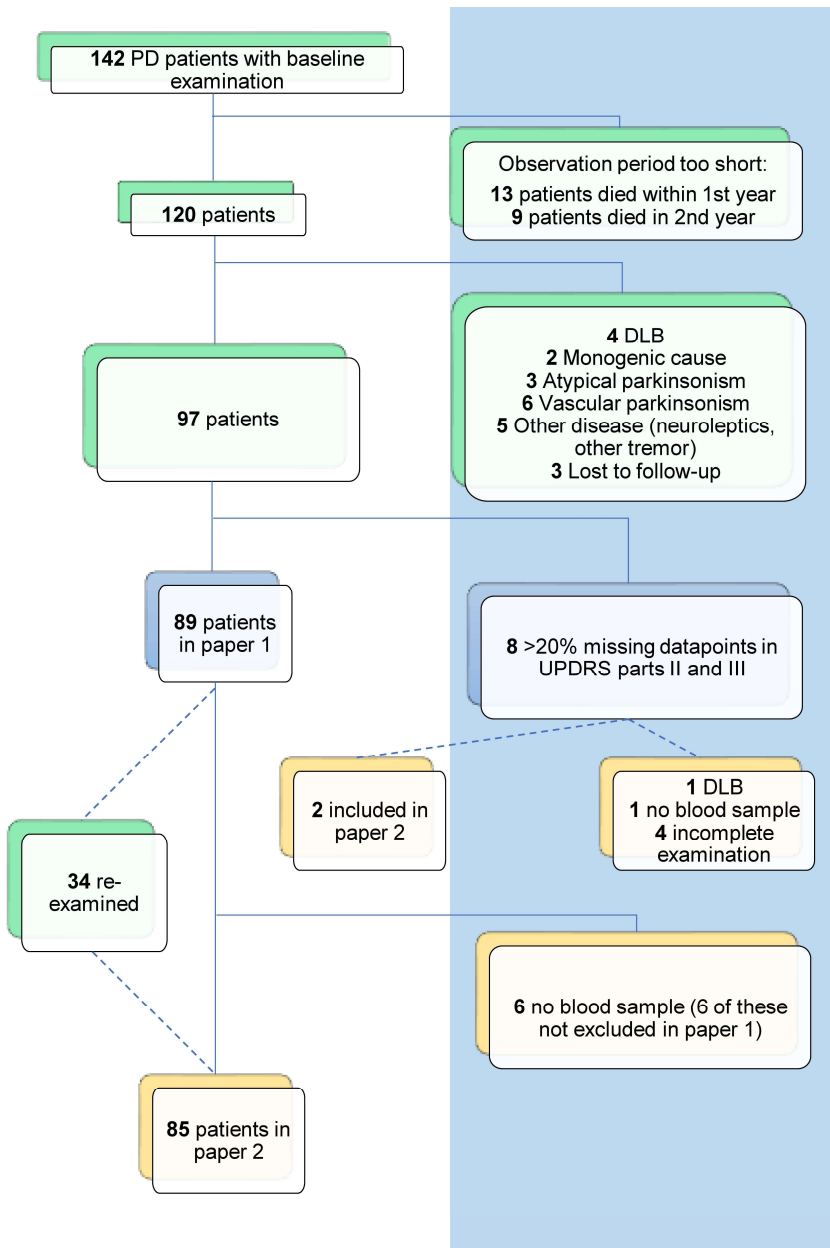 142 PD patients with baseline
examination
Observation period too short:
13 patients died within 1st year
9 patients died in 2nd year
120 patients
4 DLB
2 Monogenic cause
3 Atypical parkinsonism
6 Vascular parkinsonism
5 Other disease (neuroleptics,
other tremor)
3 Lost to follow-up
97 patients
89 patients
in paper 1
8 >20% missing datapoints in
UPDRS parts II and III
2 included in
paper 2
1 DLB
1 no blood sample
4 incomplete
examination
34 re-
examined
6 no blood sample (6 of these
not excluded in paper 1)
85 patients in
paper 2